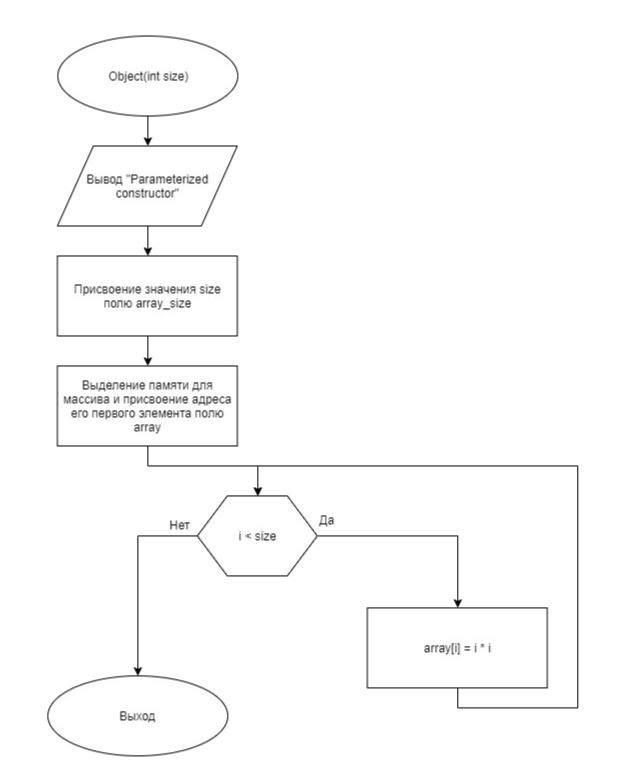 Object(int size)
Вывод "Parameterized
constructor"
Присвоение значения size
полю array_size
Выделение памяти для
массива и присвоение адреса
его первого элемента полю
array
Нет
Да
i < size
array[i] = i * i
Выход